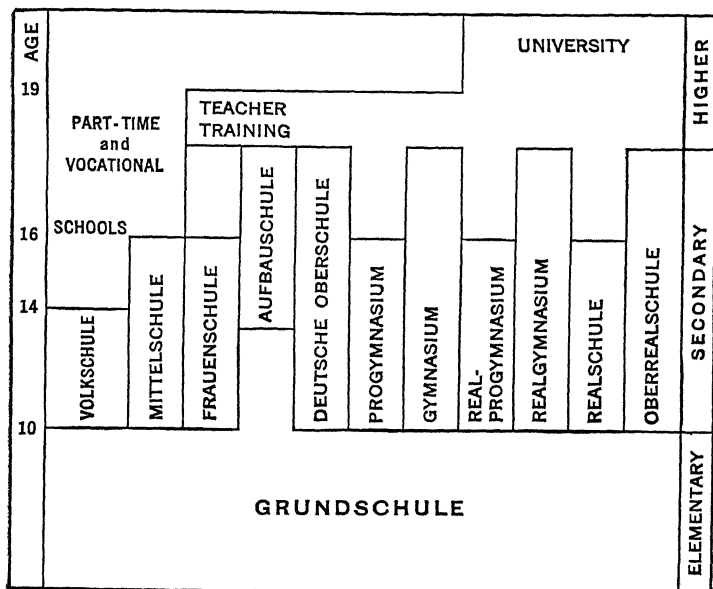 AGE
UNIVERSITY
HIGHER
19
TEACHER
TRAINING
PART-TIME
and
VOCATIONAL
SCHOOLS
16
14
10
VOLKSCHULE
MITTELSCHULE
FRAUENSCHULE
AUFBAUSCHULE
DEUTSCHE OBERSCHULE
PROGYMNASIUM
GYMNASIUM
REAL-
PROGYMNASIUM
REALGYMNASIUM
REALSCHULE
OBERREALSCHULE
SECONDARY
GRUNDSCHULE
ELEMENTARY